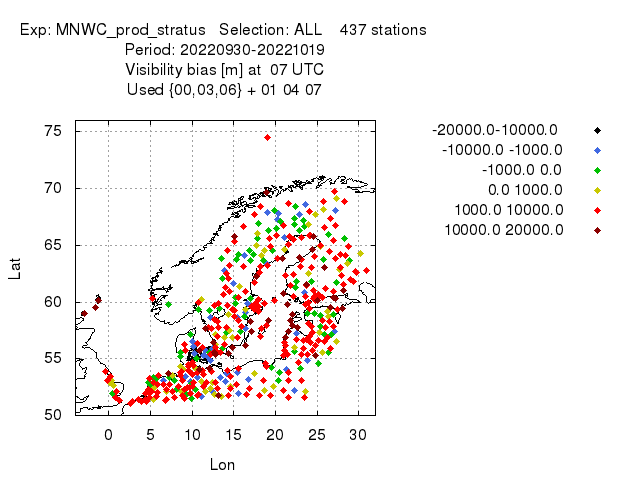 Exp: MNWC_prod_stratus Selection: ALL 437 stations
Period: 20220930-20221019
Visibility bias [m] at 07 UTC
Used {00,03,06} + 01 04 07
-20000.0-10000.0
-10000.0 -1000.0
-1000.0 0.0
0.0 1000.0
1000.0 10000.0
10000.0 20000.0
75
70
65
60
55
50
Lat
0 5 10 15 20 25 30
Lon